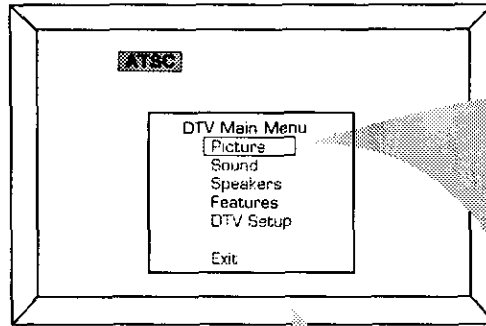 ATSC
DTV Main Menu
Picture
Sound
Speakers
Features
DTV Setup
Exit